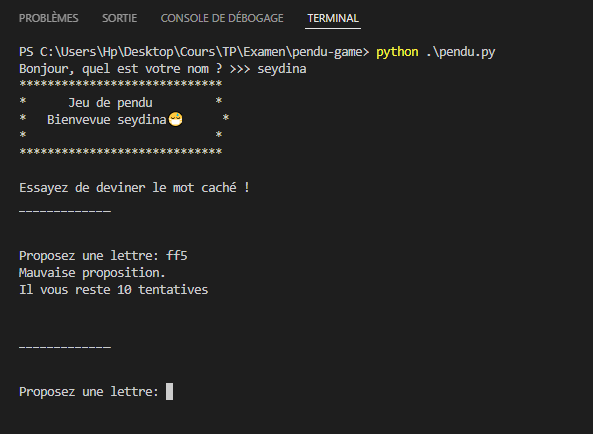 PROBLÈMES SORTIE CONSOLE DE DÉBOGAGE TERMINAL
PS C:\Users\Hp\Desktop\Cours\TP\Examen\pendu-game> python .\pendu.py
Bonjour, quel est votre nom ? >>> seydina
*****************************
*      Jeu de pendu         *
*   Bienvevue seydina😷      *
*                           *
*****************************
Essayez de deviner le mot caché !
_____________
Proposez une lettre: ff5
Mauvaise proposition.
Il vous reste 10 tentatives
_____________
Proposez une lettre: